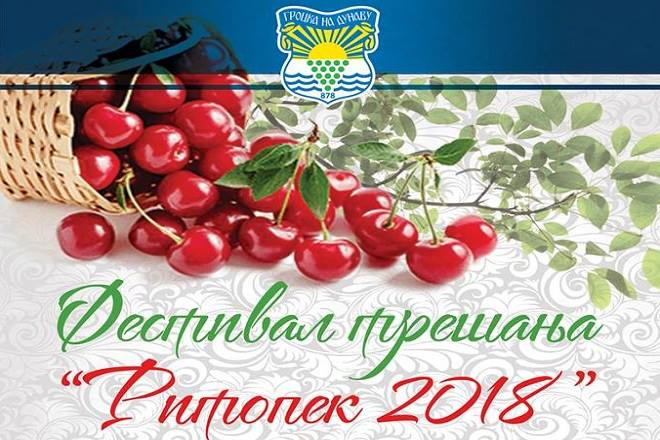 ГРОЦКА НА ДУНАВУ
878
Фестивал трешања
“Ритопек 2018”